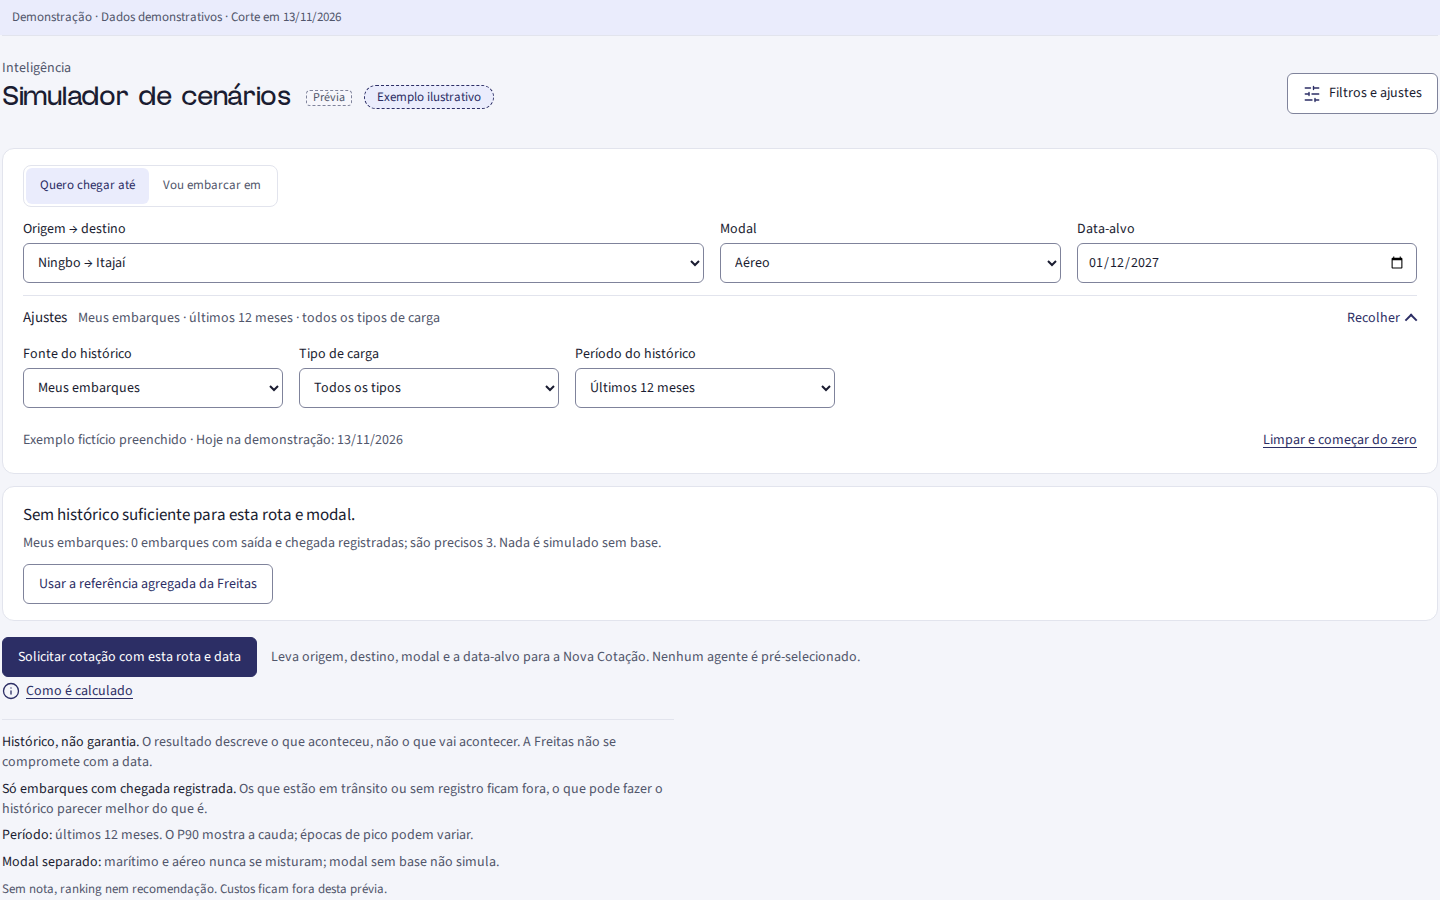 Demonstração · Dados demonstrativos · Corte em 13/11/2026
Inteligência
Simulador de cenários
Prévia
Exemplo ilustrativo
Filtros e ajustes
Quero chegar até
Vou embarcar em
Origem → destino
Modal
Data-alvo
Ningbo → Itajaí
Aéreo
01/12/2027
Ajustes
Meus embarques · últimos 12 meses · todos os tipos de carga
Recolher
Fonte do histórico
Tipo de carga
Período do histórico
Meus embarques
Todos os tipos
Últimos 12 meses
Exemplo fictício preenchido · Hoje na demonstração: 13/11/2026
Limpar e começar do zero
Sem histórico suficiente para esta rota e modal.
Meus embarques: 0 embarques com saída e chegada registradas; são precisos 3. Nada é simulado sem base.
Usar a referência agregada da Freitas
Solicitar cotação com esta rota e data
Leva origem, destino, modal e a data-alvo para a Nova Cotação. Nenhum agente é pré-selecionado.
Como é calculado
Histórico, não garantia. O resultado descreve o que aconteceu, não o que vai acontecer. A Freitas não se
compromete com a data.
Só embarques com chegada registrada. Os que estão em trânsito ou sem registro ficam fora, o que pode fazer o
histórico parecer melhor do que é.
Período: últimos 12 meses. O P90 mostra a cauda; épocas de pico podem variar.
Modal separado: marítimo e aéreo nunca se misturam; modal sem base não simula.
Sem nota, ranking nem recomendação. Custos ficam fora desta prévia.